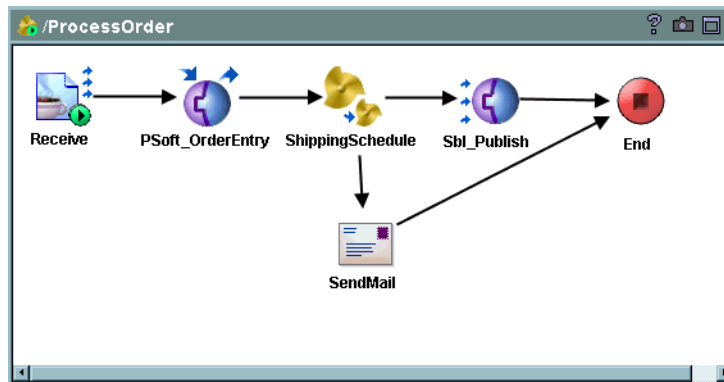 /ProcessOrder
Receive
PSoft_OrderEntry
ShippingSchedule
Sbl_Publish
End
SendMail